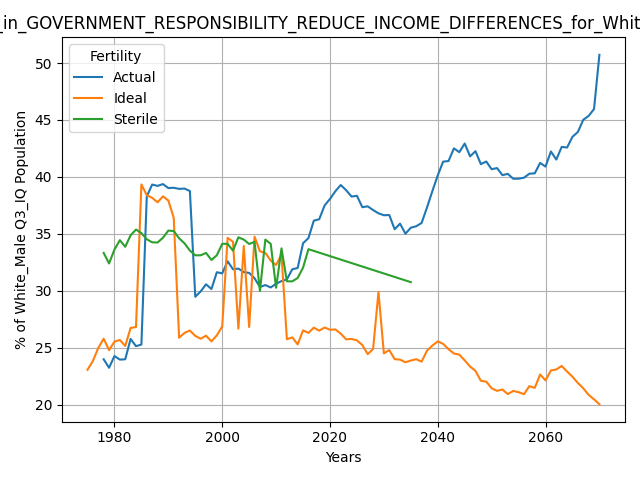 _in_GOVERNMENT_RESPONSIBILITY_REDUCE_INCOME_DIFFERENCES_for_Whit
Fertility
Actual
Ideal
Sterile
% of White_Male Q3_IQ Population
50
45
40
35
30
25
20
1980
2000
2020
2040
2060
Years